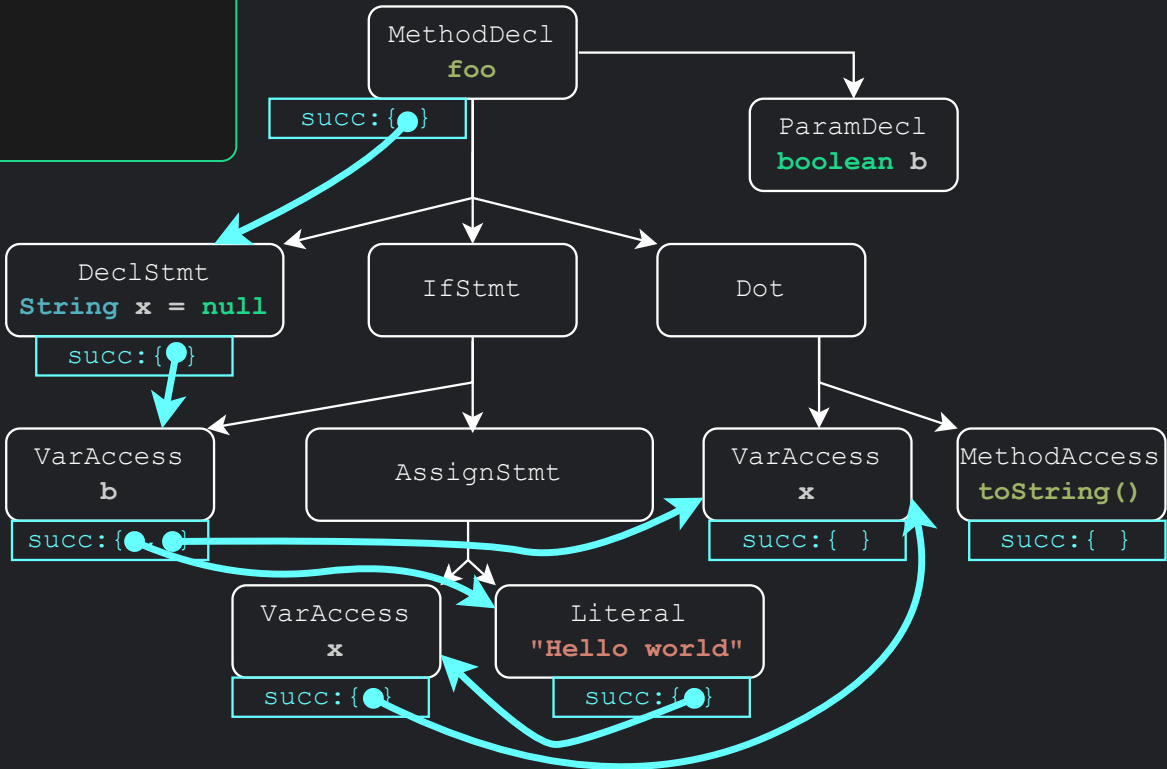 MethodDecl
foo
succ:{ }
ParamDecl
boolean b
DeclStmt
String x = null
succ:{ }
IfStmt
Dot
VarAccess
b
succ:{ , }
AssignStmt
VarAccess
x
succ:{ }
MethodAccess
toString()
succ:{ }
VarAccess
x
succ:{ }
Literal
"Hello world"
succ:{ }